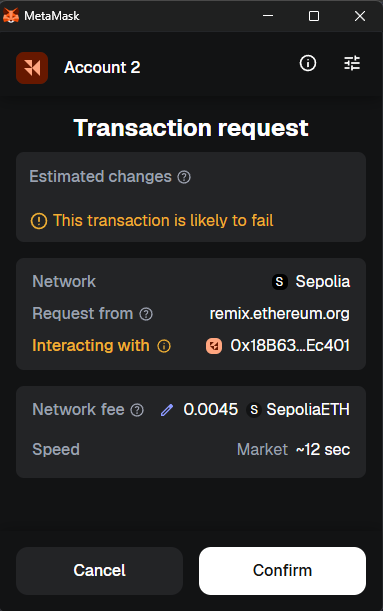 MetaMask
Account 2
Transaction request
Estimated changes
This transaction is likely to fail
Network S Sepolia
Request from remix.ethereum.org
Interacting with 0x18B63...Ec401
Network fee 0.0045 S SepoliaETH
Speed Market ~12 sec
Cancel Confirm